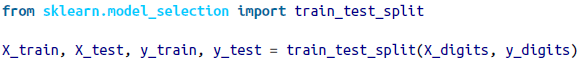 from sklearn.model_selection import train_test_split
X_train, X_test, y_train, y_test = train_test_split(X_digits, y_digits)